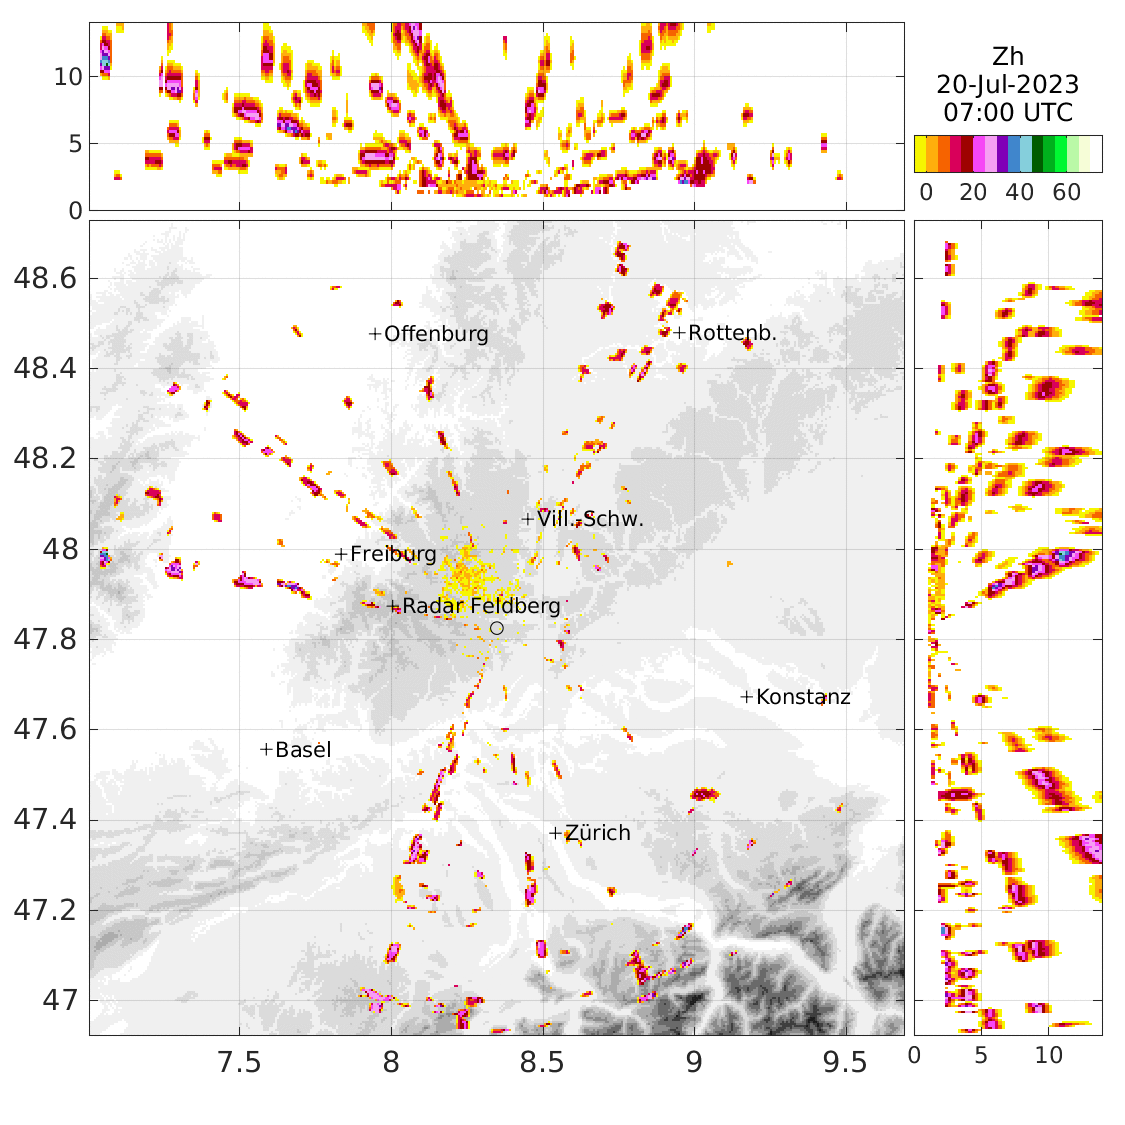 10
5
0
Zh
20-Jul-2023
07:00 UTC
0 20 40 60
48.6
48.4
48.2
48
47.8
47.6
47.4
47.2
47
+Offenburg
+Rottenb.
+Vill.-Schw.
+Freiburg
+Radar Feldberg
+Konstanz
+Basel
+Zürich
7.5 8 8.5 9 9.5
0 5 10